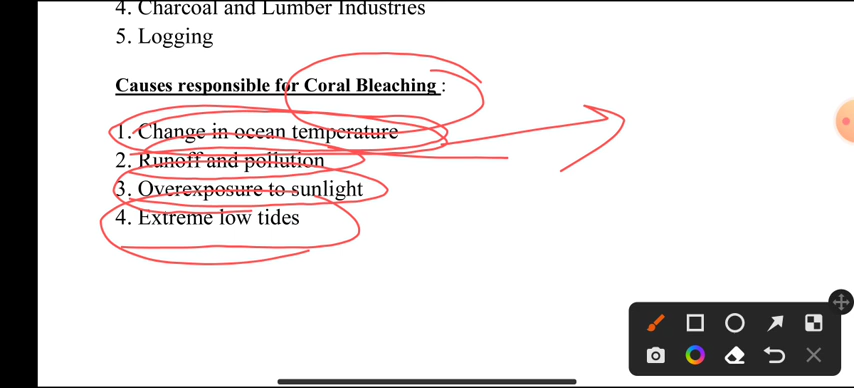 4. Charcoal and Lumber Industries
5. Logging
Causes responsible for Coral Bleaching :
1. Change in ocean temperature
2. Runoff and pollution
3. Overexposure to sunlight
4. Extreme low tides